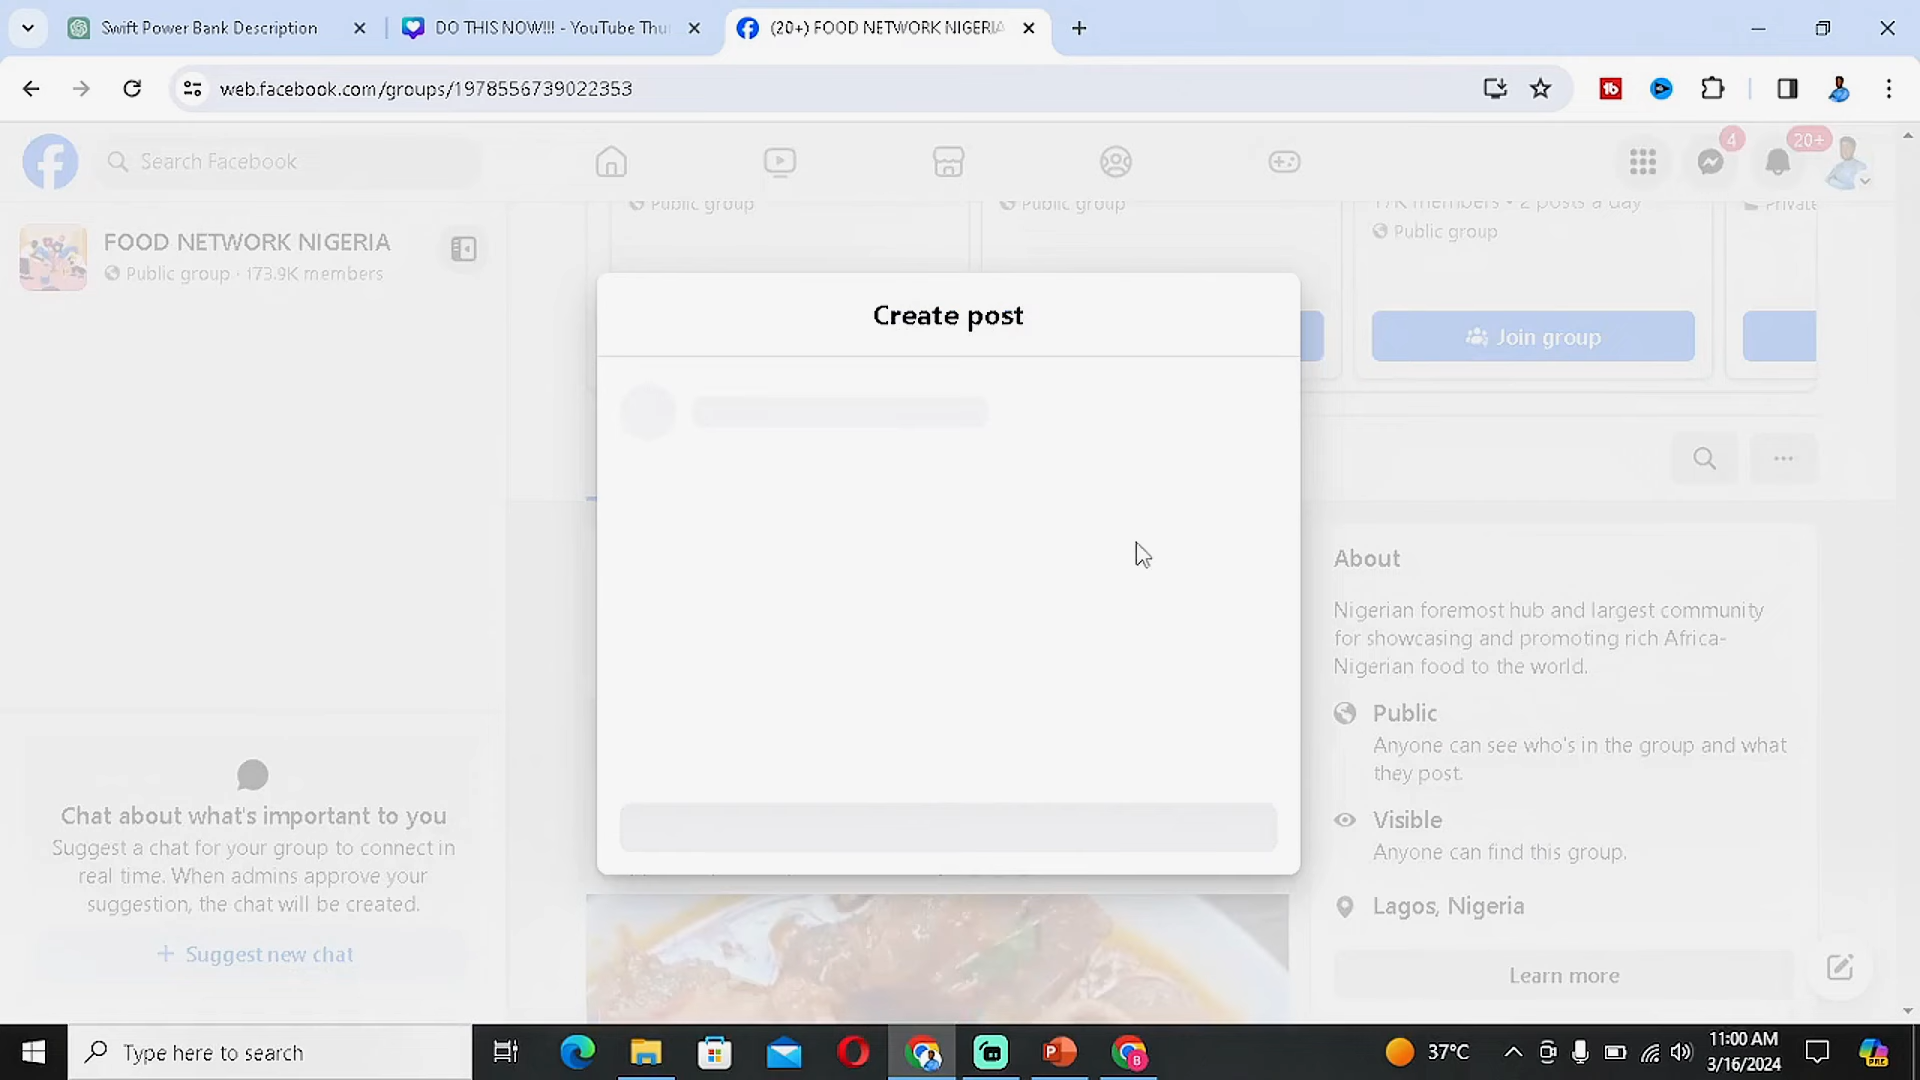 Swift Power Bank Description
DO THIS NOW!!! - YouTube Thu
(20+) FOOD NETWORK NIGERIA
web.facebook.com/groups/1978556739022353
Search Facebook
4
20+
FOOD NETWORK NIGERIA
Public group · 173.9K members
Public group
Public group
17K members • 2 posts a day
Public group
Private
Join group
Create post
About
Nigerian foremost hub and largest community
for showcasing and promoting rich Africa-
Nigerian food to the world.
Public
Anyone can see who's in the group and what
they post.
Visible
Anyone can find this group.
Lagos, Nigeria
Learn more
Chat about what's important to you
Suggest a chat for your group to connect in
real time. When admins approve your
suggestion, the chat will be created.
+ Suggest new chat
Type here to search
B
37°C
11:00 AM
3/16/2024
PRE